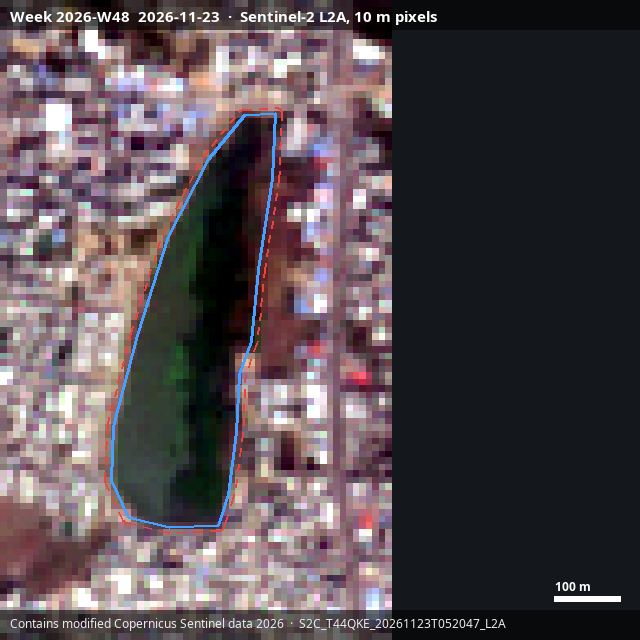 Week 2026-W48  2026-11-23  ·  Sentinel-2 L2A, 10 m pixels
100 m
Contains modified Copernicus Sentinel data 2026  ·  S2C_T44QKE_20261123T052047_L2A